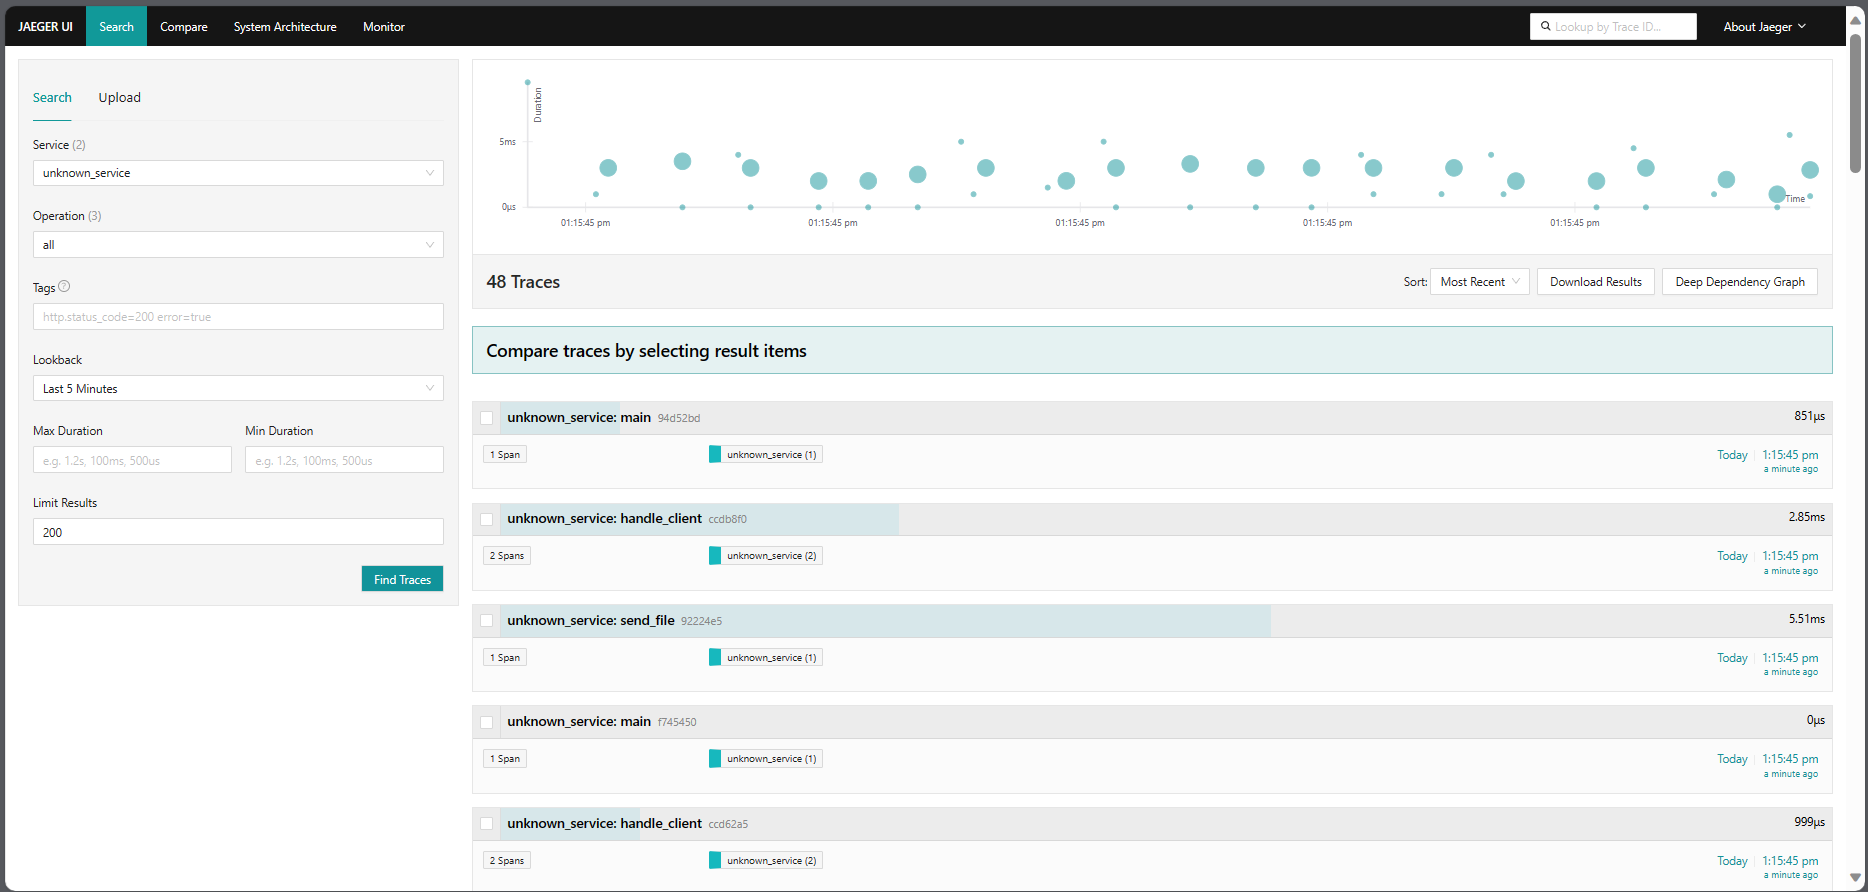 JAEGER UI Search Compare System Architecture Monitor Lookup by Trace ID... About Jaeger
Search Upload
Service (2)
unknown_service
Operation (3)
all
Tags ?
http.status_code=200 error=true
Lookback
Last 5 Minutes
Max Duration Min Duration
e.g. 1.2s, 100ms, 500us e.g. 1.2s, 100ms, 500us
Limit Results
200
Find Traces
Duration
5ms
0μs
Time
01:15:45 pm 01:15:45 pm 01:15:45 pm 01:15:45 pm 01:15:45 pm
48 Traces Sort: Most Recent Download Results Deep Dependency Graph
Compare traces by selecting result items
unknown_service: main 94d52bd 851μs
1 Span unknown_service (1) Today 1:15:45 pm
a minute ago
unknown_service: handle_client ccdb8f0 2.85ms
2 Spans unknown_service (2) Today 1:15:45 pm
a minute ago
unknown_service: send_file 92224e5 5.51ms
1 Span unknown_service (1) Today 1:15:45 pm
a minute ago
unknown_service: main f745450 0μs
1 Span unknown_service (1) Today 1:15:45 pm
a minute ago
unknown_service: handle_client ccd62a5 999μs
2 Spans unknown_service (2) Today 1:15:45 pm
a minute ago